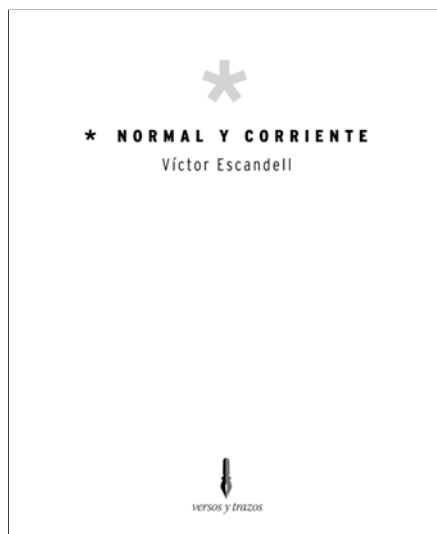 *
* NORMAL Y CORRIENTE
Víctor Escandell
versos y trazos